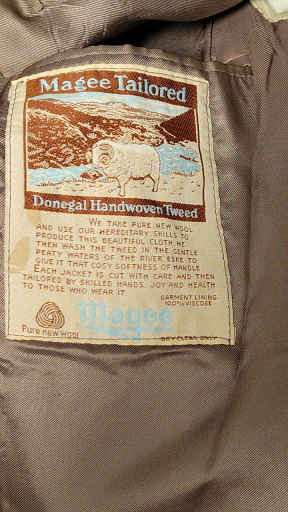 Magee Tailored
Donegal Handwoven Tweed
WE TAKE PURE NEW WOOL
AND USE OUR HEREDITARY SKILLS TO
PRODUCE THIS BEAUTIFUL CLOTH. WE
THEN WASH THE TWEED IN THE GENTLE
PEATY WATERS OF THE RIVER ESKE TO
GIVE IT THAT COSY SOFTNESS OF HANDLE
EACH JACKET IS CUT WITH CARE AND THEN
TAILORED BY SKILLED HANDS. JOY AND HEALTH
TO THOSE WHO WEAR IT
GARMENT LINING
100% VISCOSE
Magee
PURE NEW WOOL
DRY CLEAN ONLY